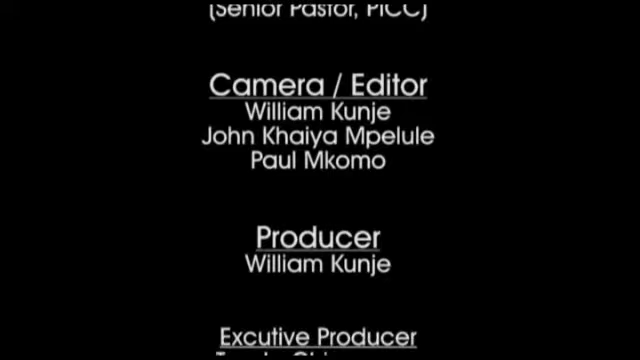 (Senior Pastor, PICC)
Camera / Editor
William Kunje
John Khaiya Mpelule
Paul Mkomo
Producer
William Kunje
Excutive Producer